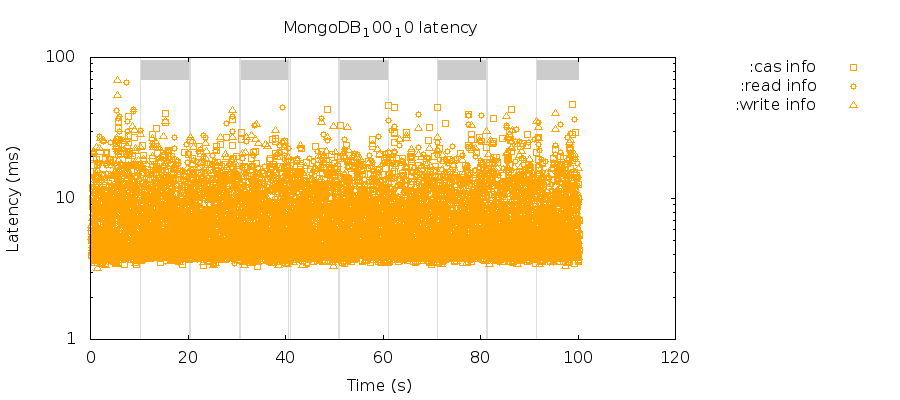 MongoDB₁00₁0 latency
100
10
1
Latency (ms)
0 20 40 60 80 100 120
Time (s)
:cas info
:read info
:write info